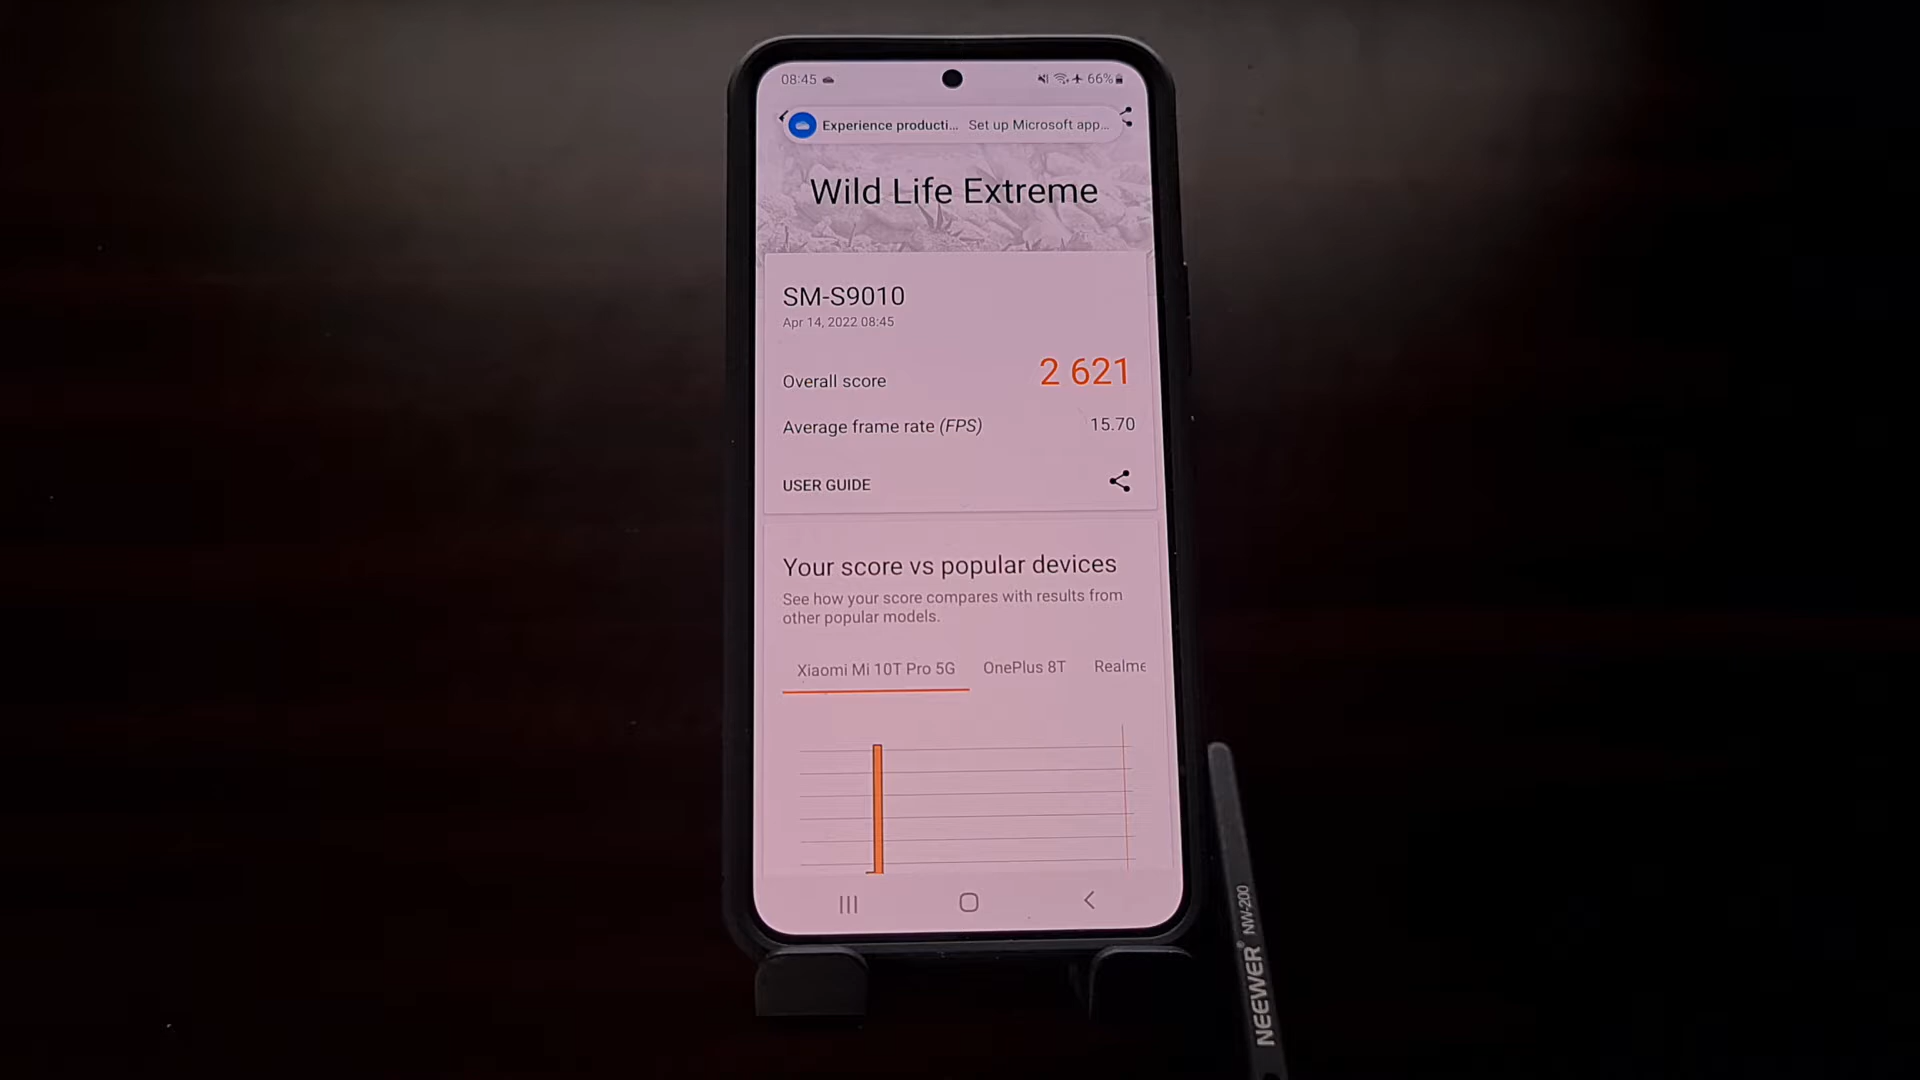 08:45
66%
Experience producti... Set up Microsoft app...
Wild Life Extreme
SM-S9010
Apr 14, 2022 08:45
Overall score 2 621
Average frame rate (FPS) 15.70
USER GUIDE
Your score vs popular devices
See how your score compares with results from
other popular models.
Xiaomi Mi 10T Pro 5G OnePlus 8T Realme
NEEWER® NW-200